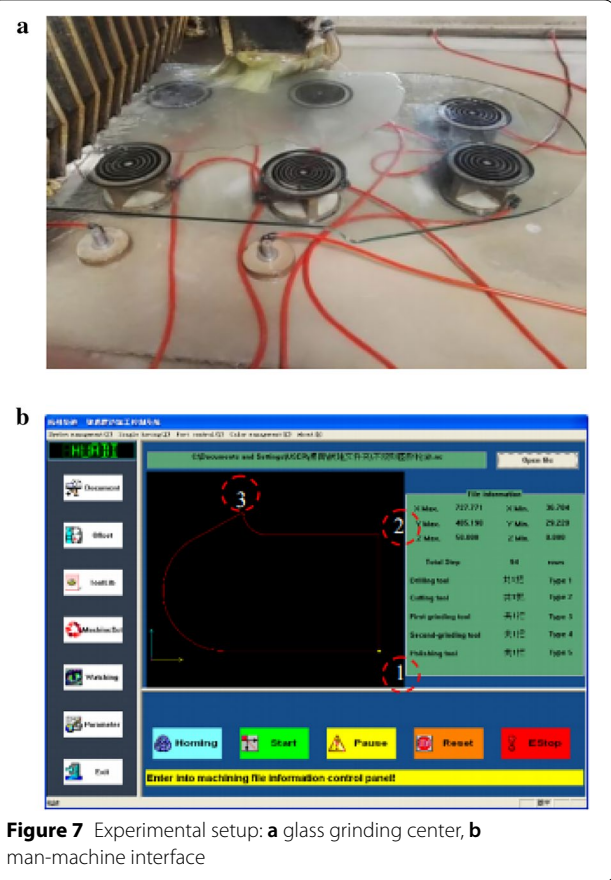 a
b
HUADI
Open file
Document
Offset
ToolLib
MachineSet
Watching
Parameter
Exit
3
2
1
File Information
X Max. 727.771 X Min. 36.704
Y Max. 405.190 Y Min. 29.220
Z Max. 50.000 Z Min. 0.000
Total Step 94 rows
Drilling tool Type 1
Cutting tool Type 2
First grinding tool Type 3
Second-grinding tool Type 4
Polishing tool Type 5
Homing
Start
Pause
Reset
EStop
Enter into machining file information control panel!
Figure 7 Experimental setup: a glass grinding center, b
man-machine interface